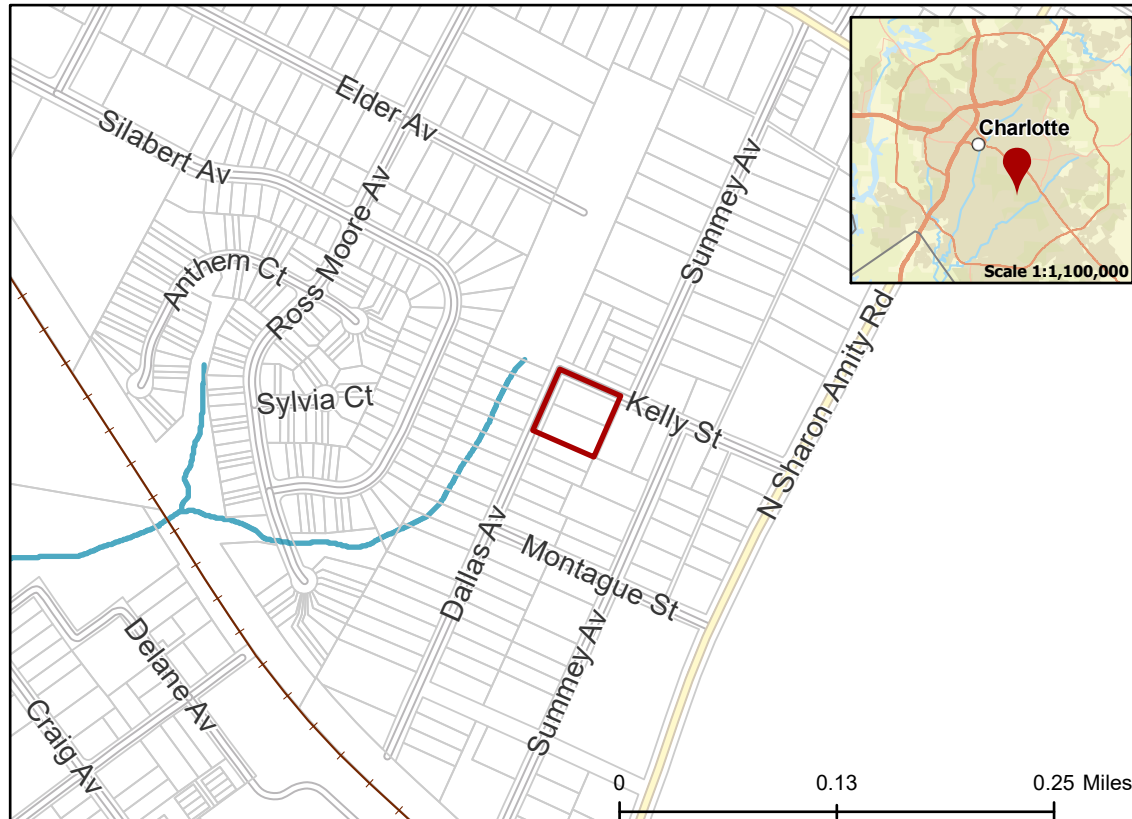 Elder Av
Silabert Av
Ross Moore Av
Anthem Ct
Sylvia Ct
Summey Av
Kelly St
N Sharon Amity Rd
Dallas Av
Montague St
Summey Av
Delane Av
Craig Av
Charlotte
Scale 1:1,100,000
0 0.13 0.25 Miles